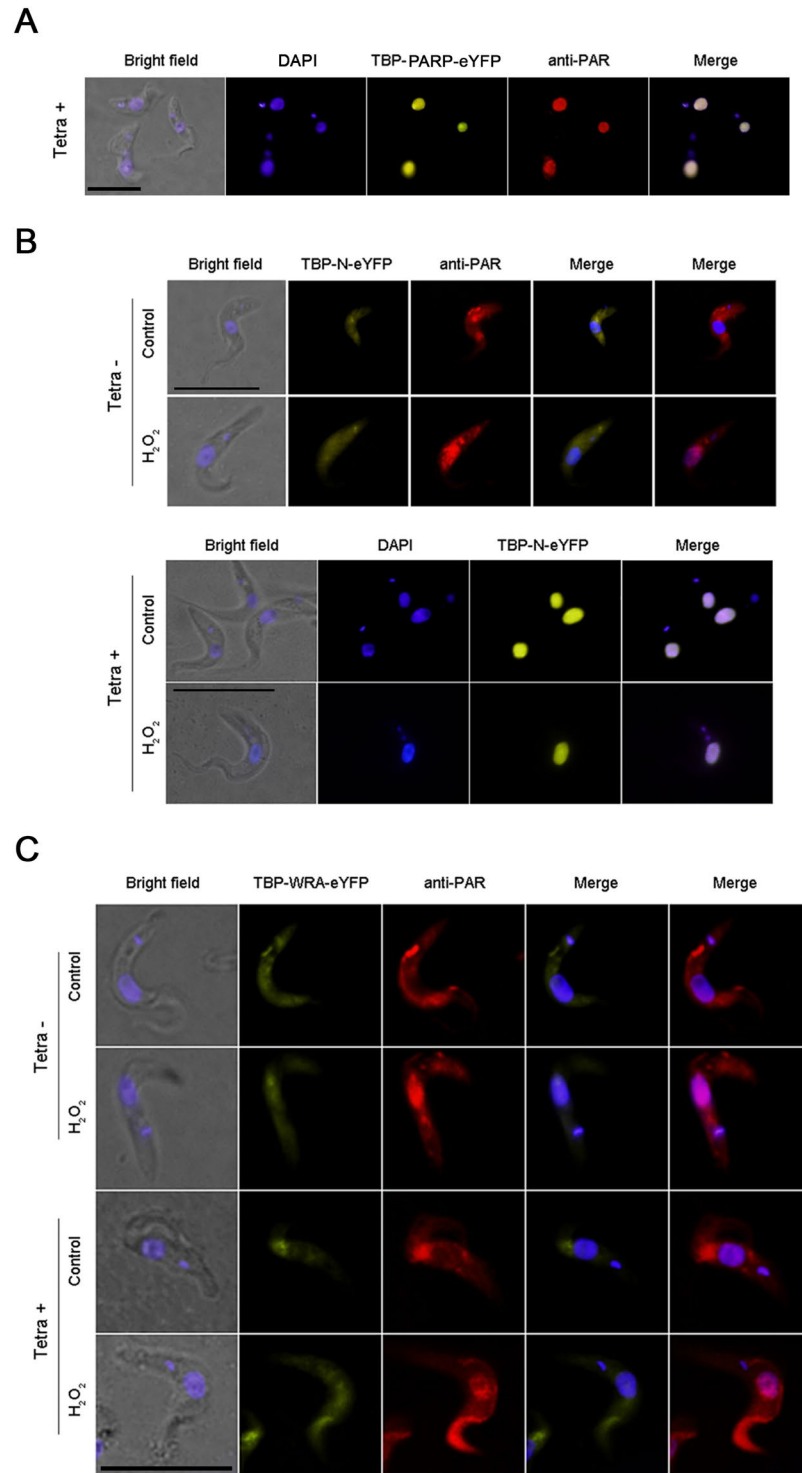 A
Bright field DAPI TBP-PARP-eYFP anti-PAR Merge
Tetra +
B
Bright field TBP-N-eYFP anti-PAR Merge Merge
Tetra -
Control
H₂O₂
Bright field DAPI TBP-N-eYFP Merge
Tetra +
Control
H₂O₂
C
Bright field TBP-WRA-eYFP anti-PAR Merge Merge
Tetra -
Control
H₂O₂
Tetra +
Control
H₂O₂